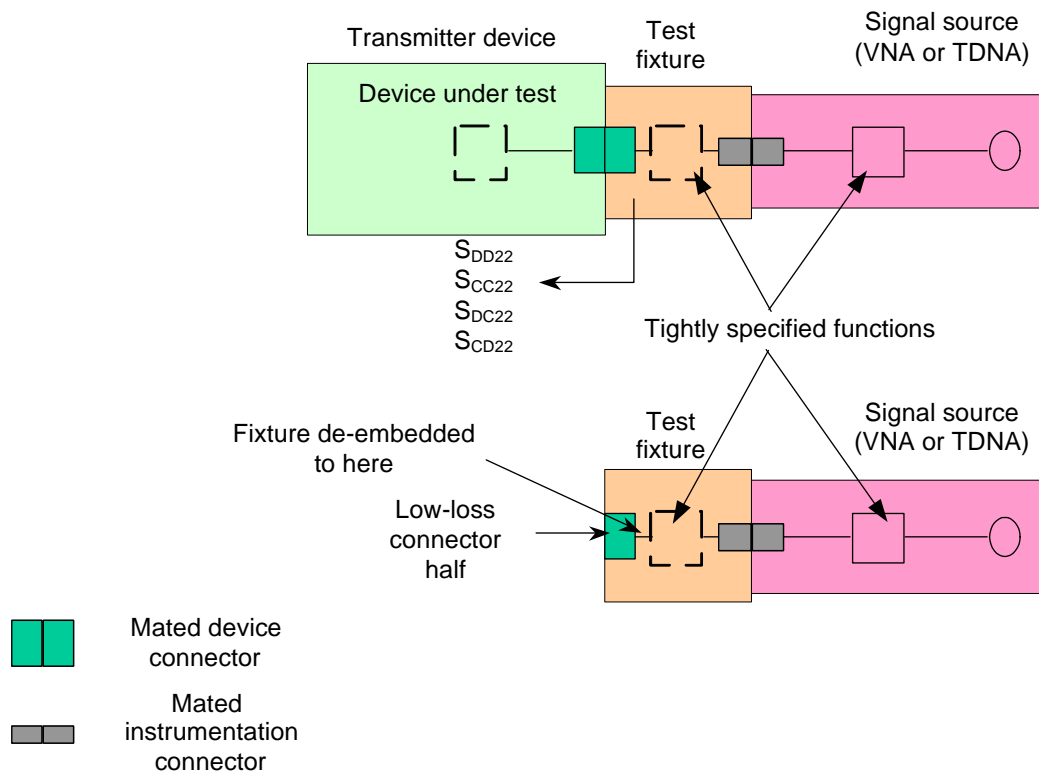 Transmitter device
Test
fixture
Signal source
(VNA or TDNA)
Device under test
SDD22
SCC22
SDC22
SCD22
Tightly specified functions
Fixture de-embedded
to here
Low-loss
connector
half
Test
fixture
Signal source
(VNA or TDNA)
Mated device
connector
Mated
instrumentation
connector